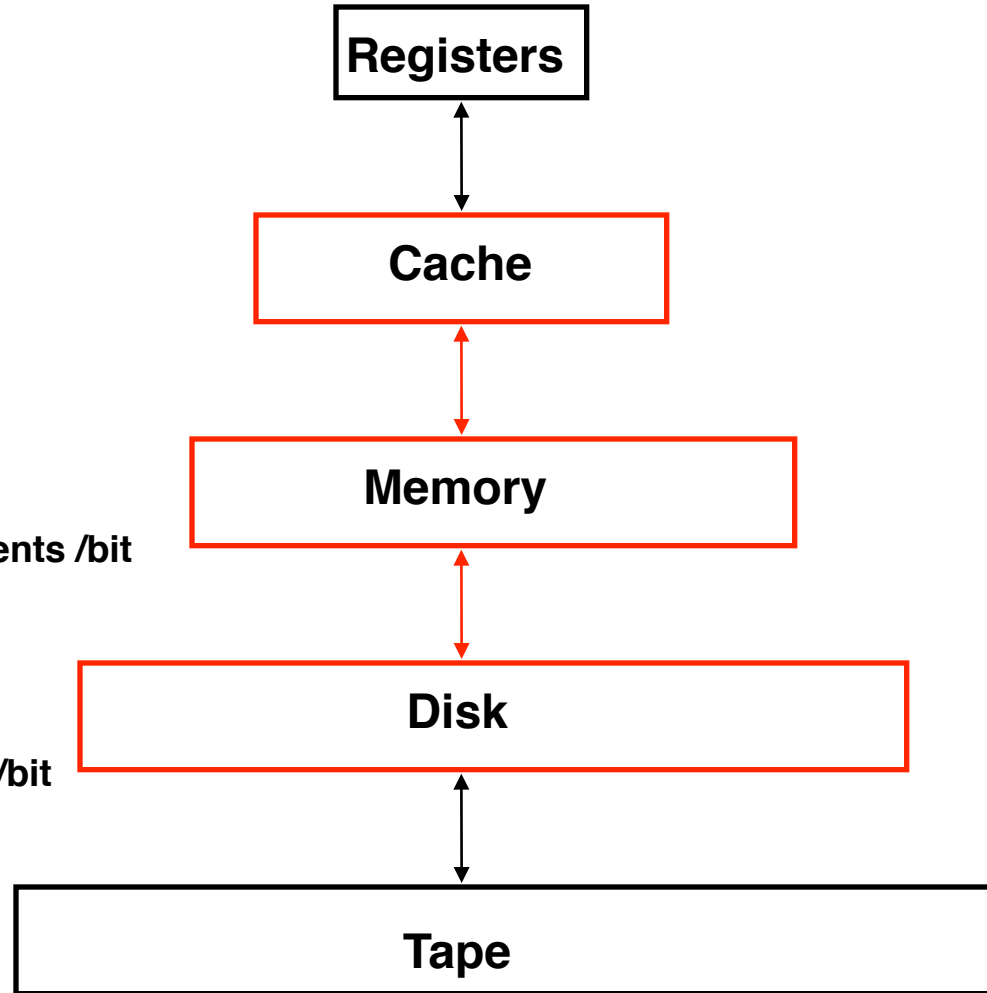 Registers
Cache
Memory
ents /bit
Disk
/bit
Tape